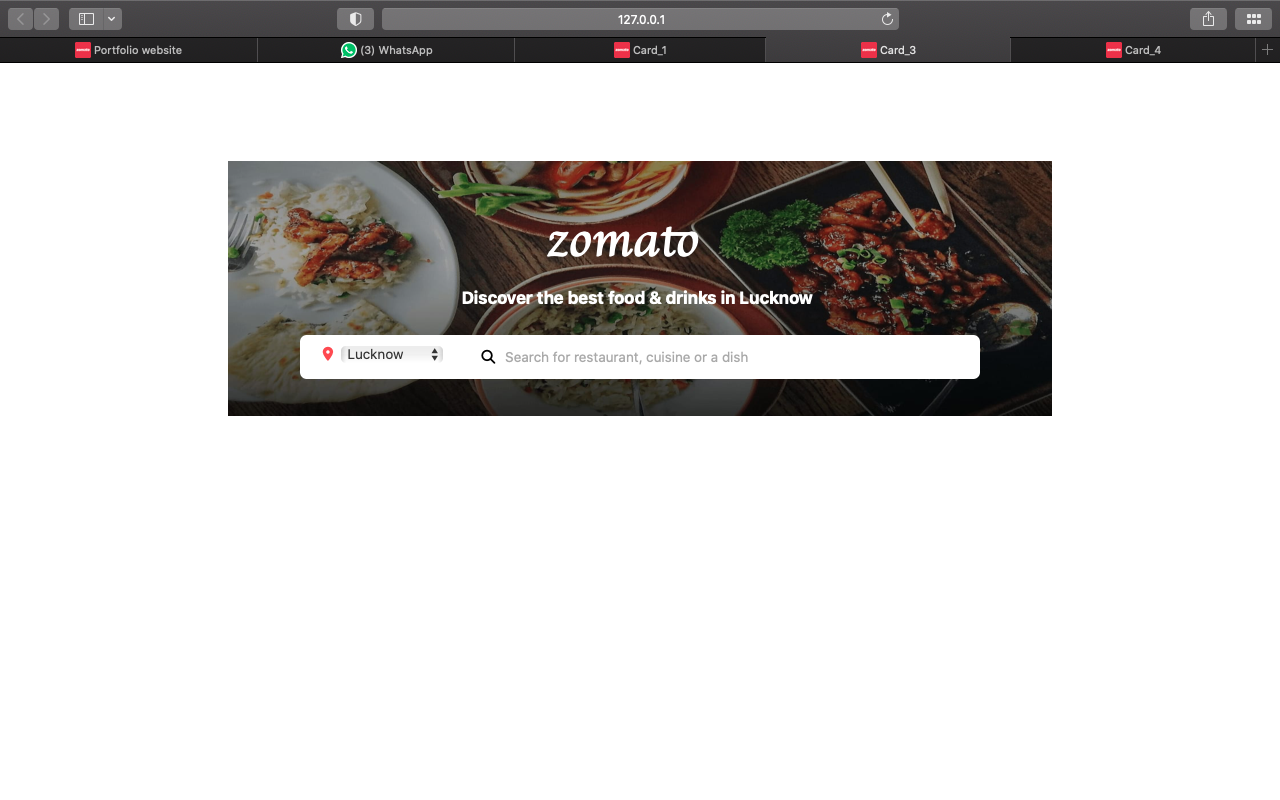 127.0.0.1
Portfolio website
(3) WhatsApp
Card_1
Card_3
Card_4
zomato
Discover the best food & drinks in Lucknow
Lucknow
Search for restaurant, cuisine or a dish